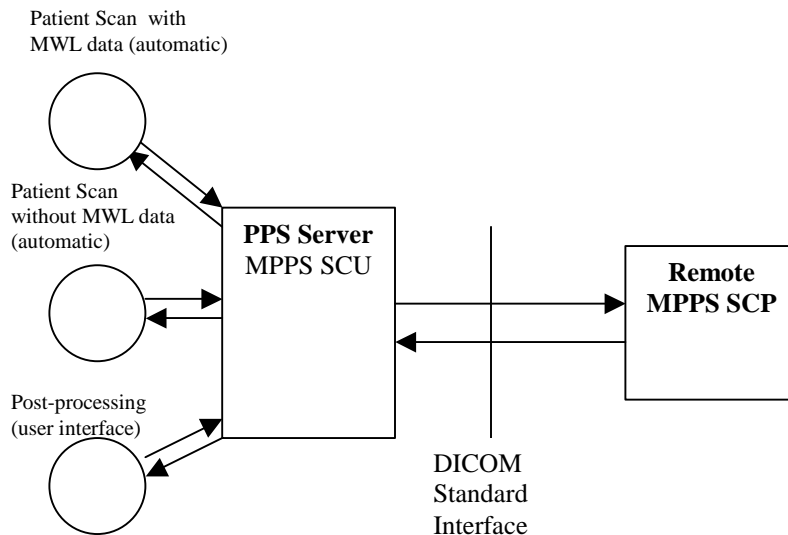 Patient Scan with
MWL data (automatic)
Patient Scan
without MWL data
(automatic)
PPS Server
MPPS SCU
Remote
MPPS SCP
Post-processing
(user interface)
DICOM
Standard
Interface